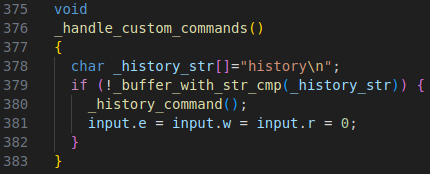 375 void
376 _handle_custom_commands()
377 {
378 char _history_str[]="history\n";
379 if (!_buffer_with_str_cmp(_history_str)) {
380 _history_command();
381 input.e = input.w = input.r = 0;
382 }
383 }